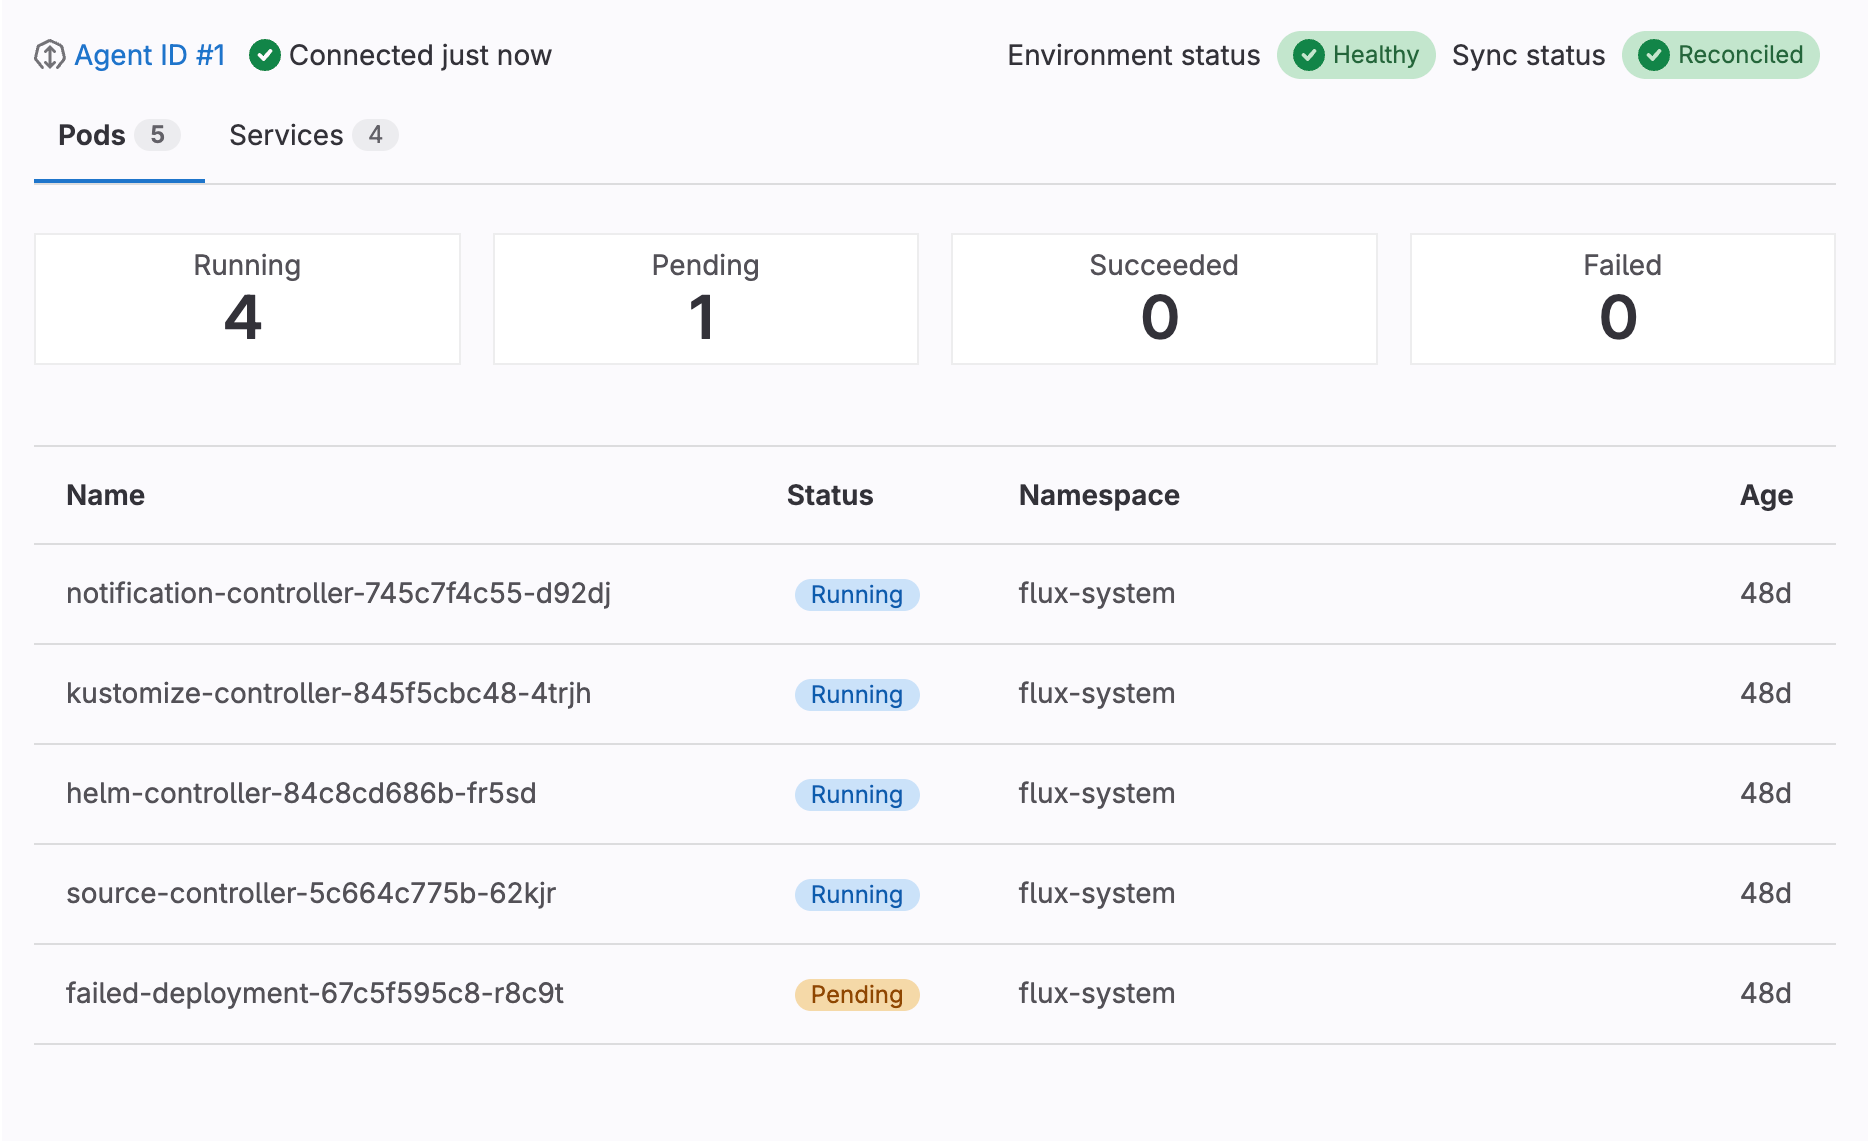 Agent ID #1 Connected just now Environment status Healthy Sync status Reconciled
Pods 5 Services 4
Running Pending Succeeded Failed
4 1 0 0
Name Status Namespace Age
notification-controller-745c7f4c55-d92dj Running flux-system 48d
kustomize-controller-845f5cbc48-4trjh Running flux-system 48d
helm-controller-84c8cd686b-fr5sd Running flux-system 48d
source-controller-5c664c775b-62kjr Running flux-system 48d
failed-deployment-67c5f595c8-r8c9t Pending flux-system 48d